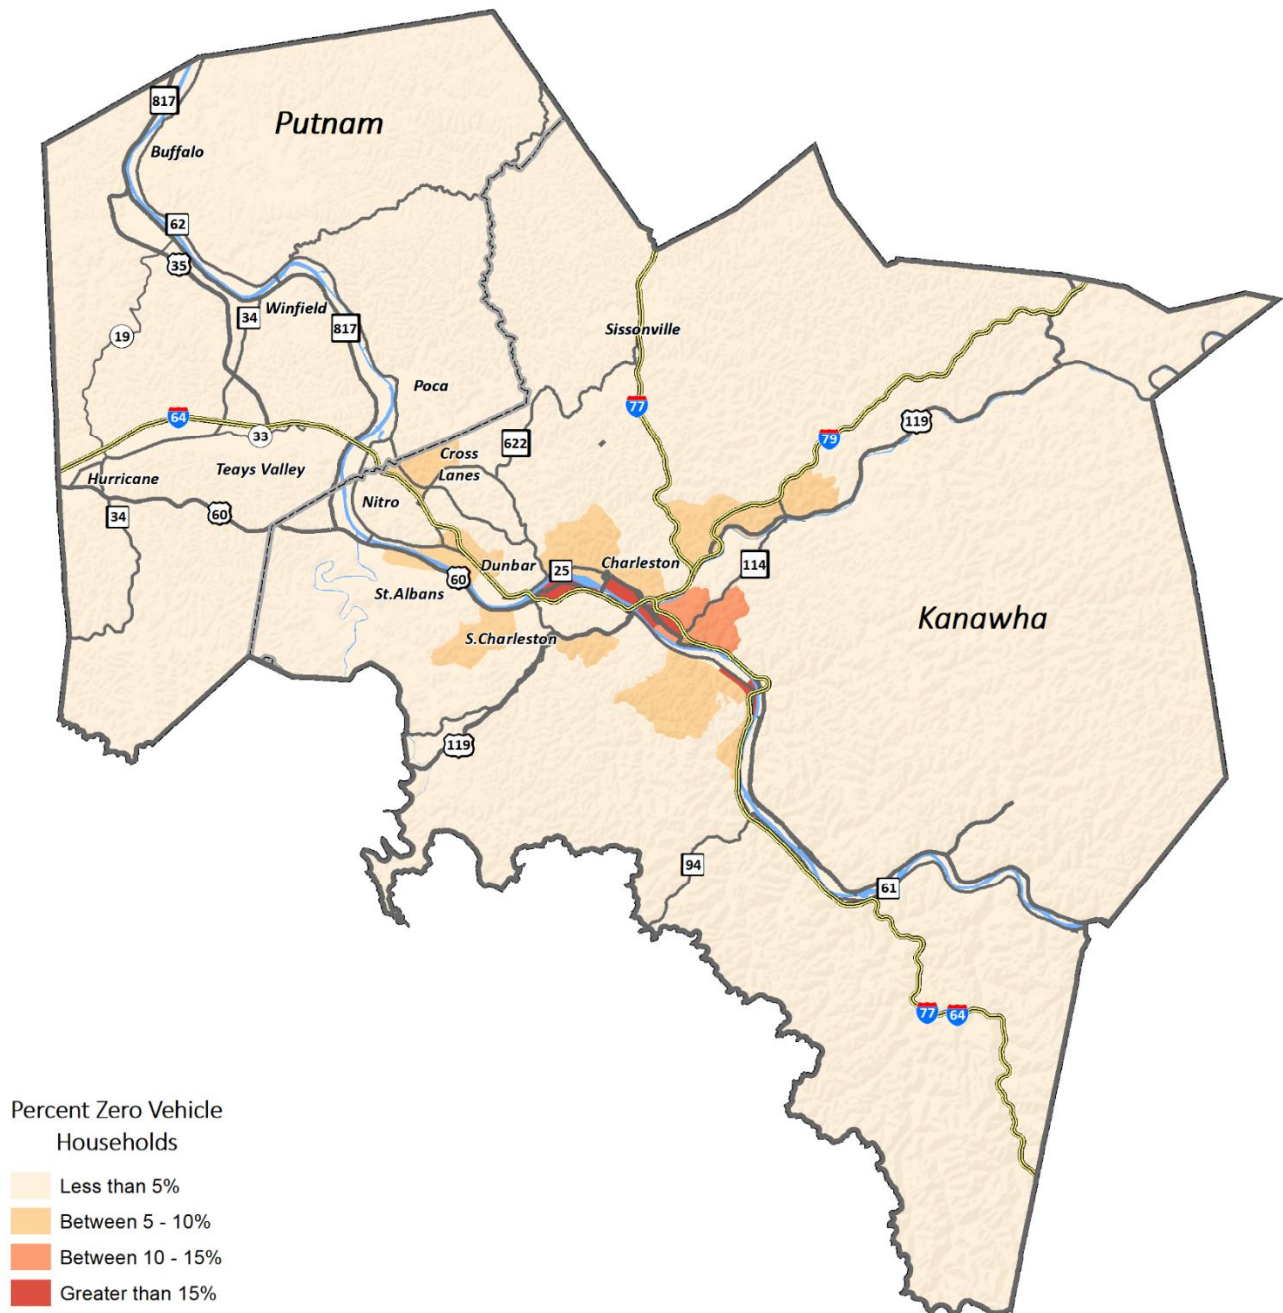 817
Putnam
Buffalo
62
35
Winfield
34
817
19
Sissonville
Poca
77
64
33
119
79
622
Cross
Lanes
Teays Valley
Hurricane
Nitro
34
60
Dunbar
25
Charleston
114
60
St.Albans
Kanawha
S.Charleston
119
94
61
77
64
Percent Zero Vehicle
Households
Less than 5%
Between 5 - 10%
Between 10 - 15%
Greater than 15%